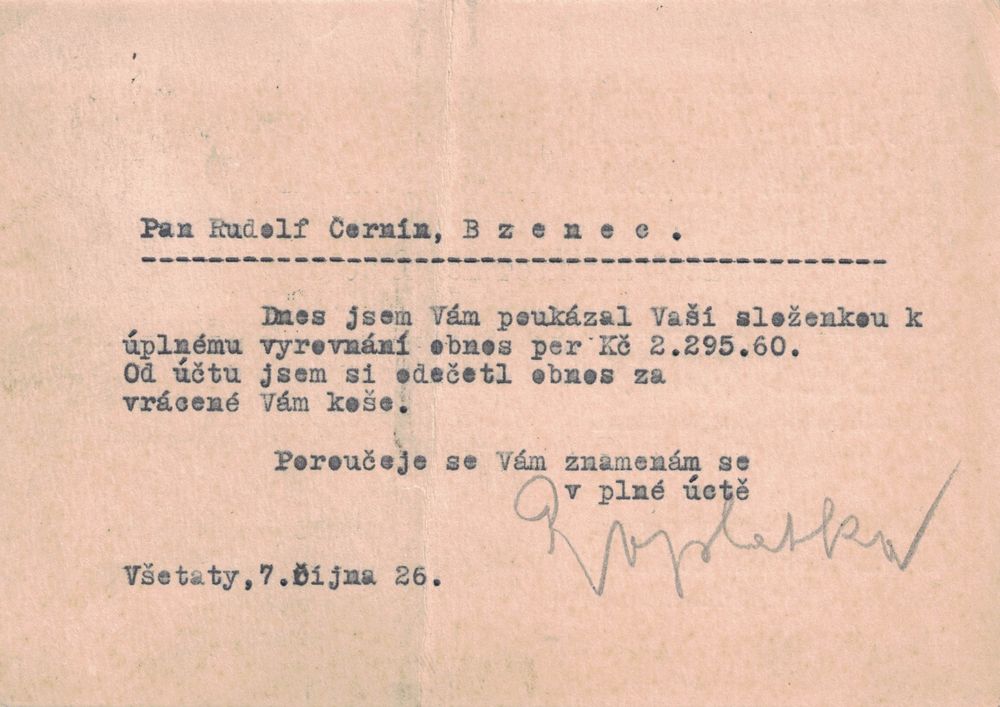 Pan Rudolf Černín, B z e n e c .
Dnes jsem Vám poukázal Vaší složenkou k
úplnému vyrovnání obnos per Kč 2.295.60.
Od účtu jsem si odečetl obnos za
vrácené Vám koše.
Poroučeje se Vám znamenám se
v plné úctě
Všetaty, 7.října 26.